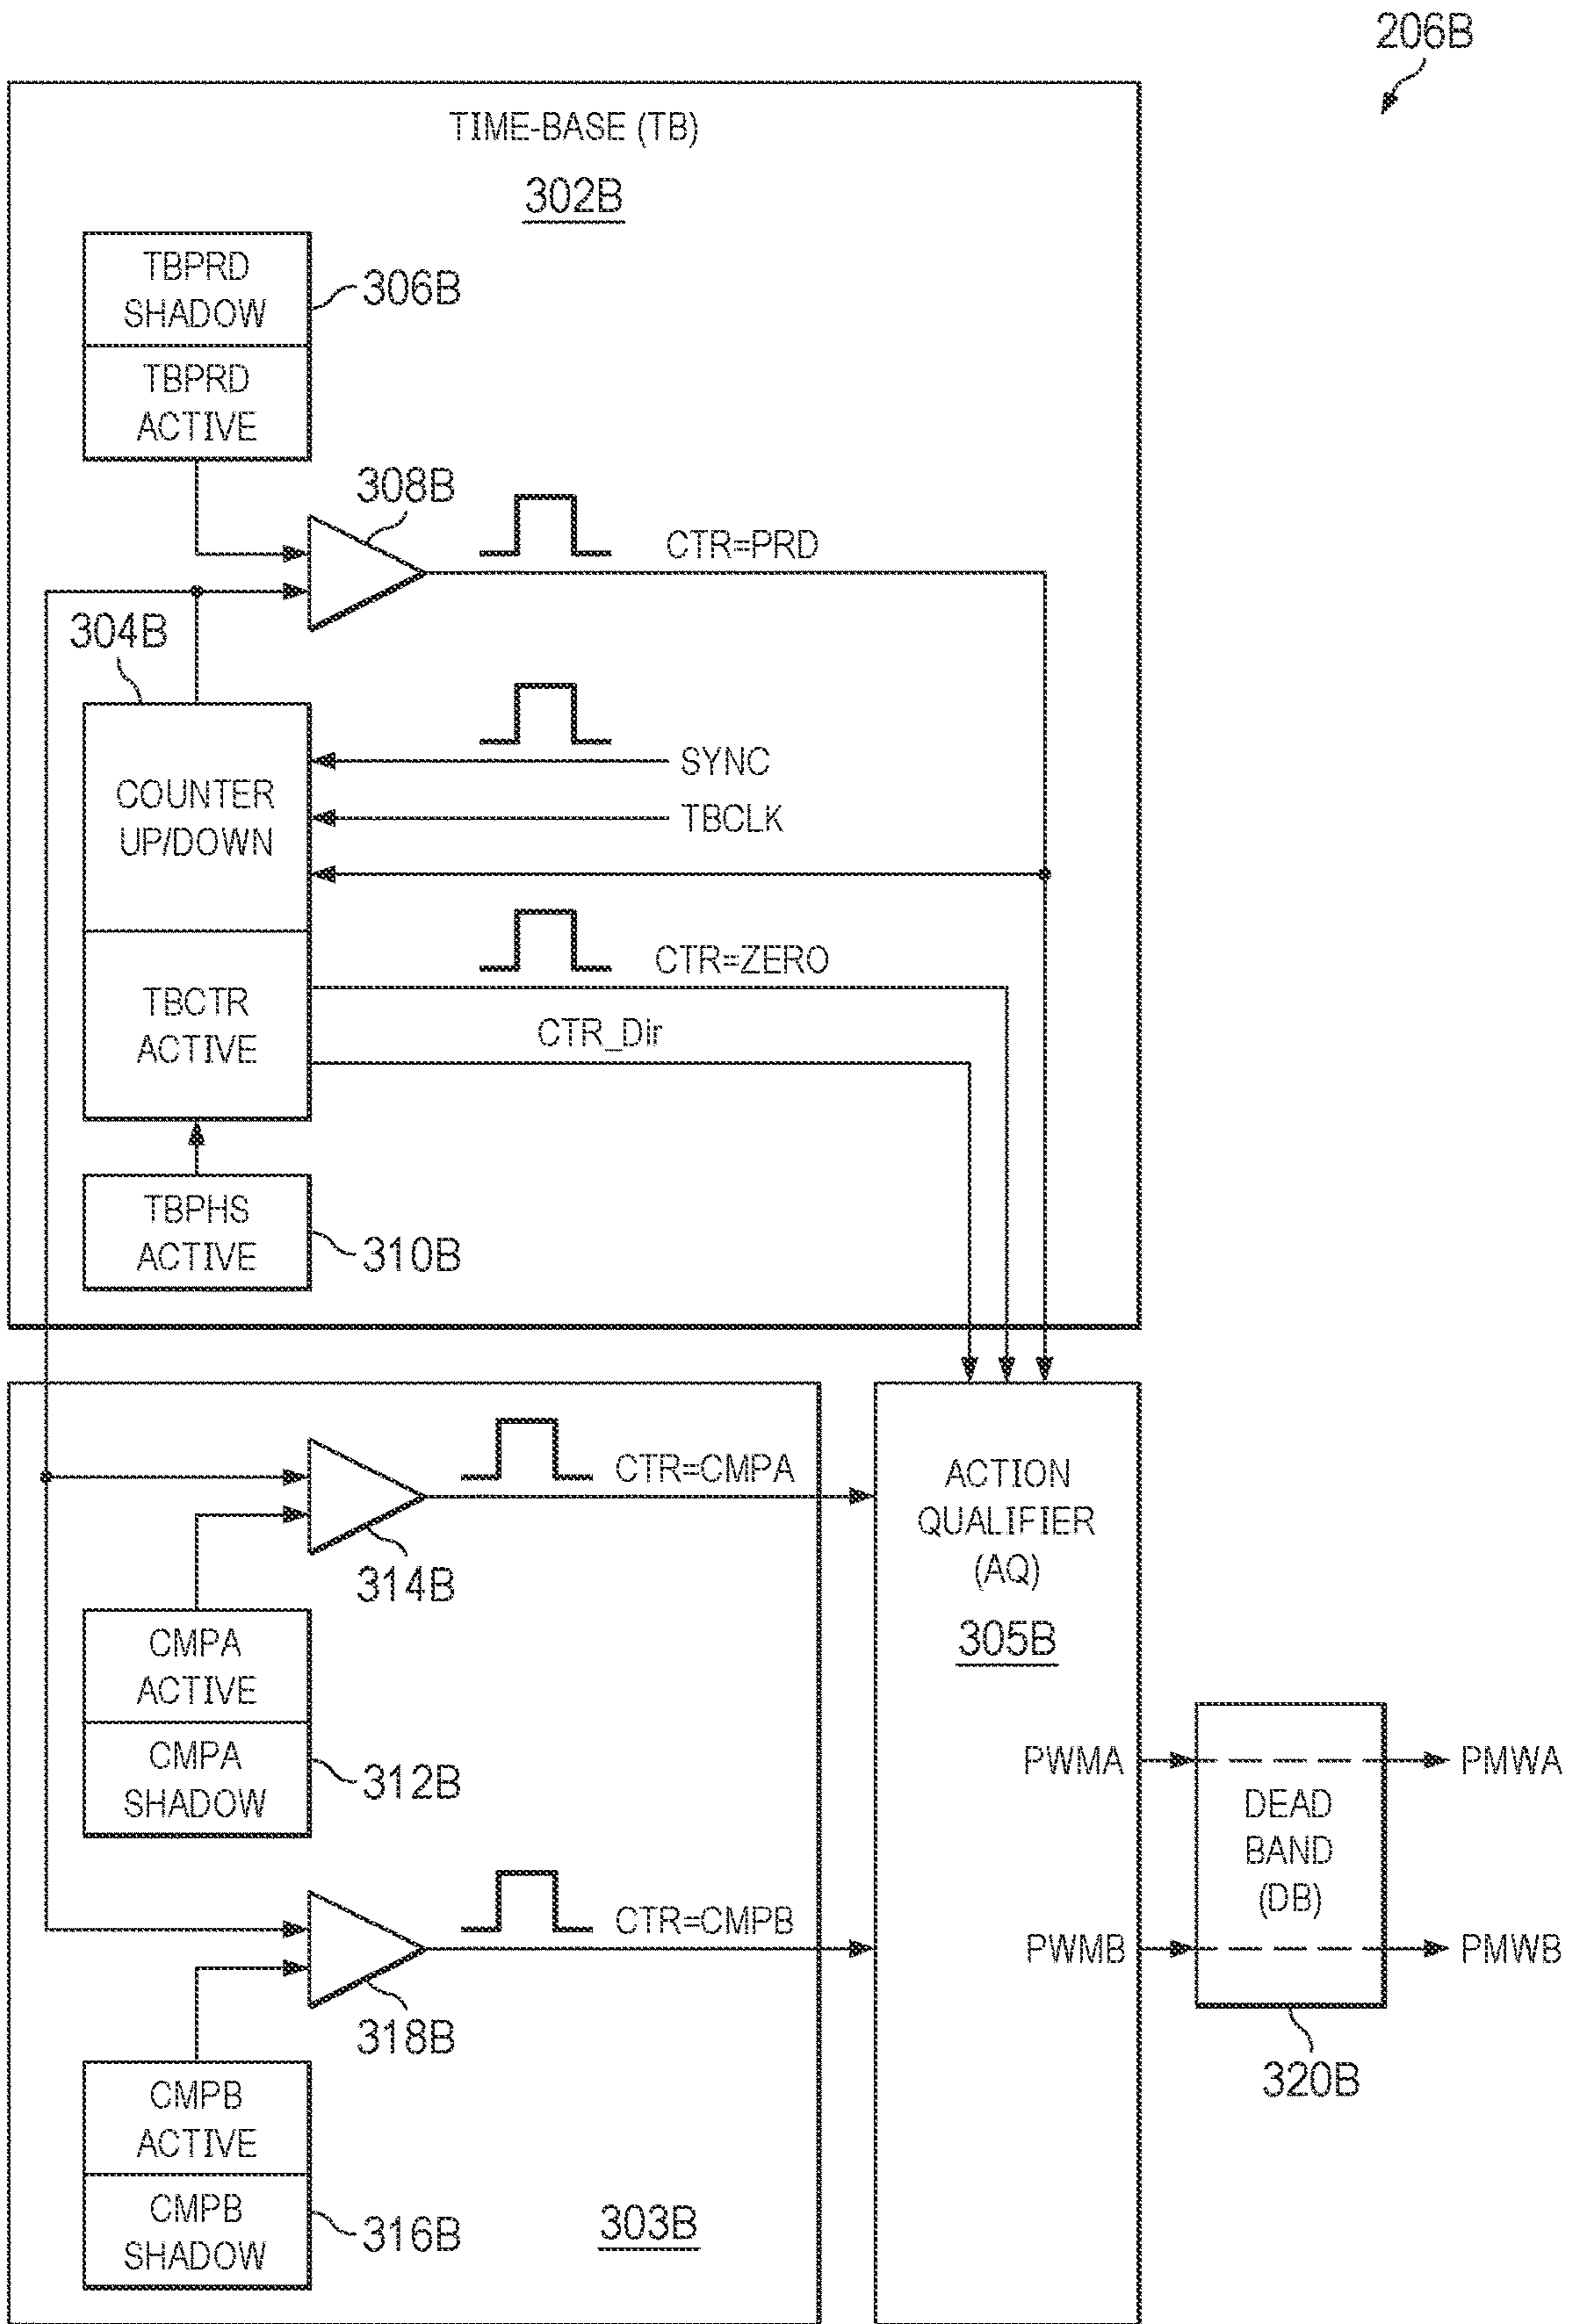 206B
TIME-BASE (TB)
302B
TBPRD
SHADOW
306B
TBPRD
ACTIVE
308B
CTR=PRD
304B
COUNTER
UP/DOWN
SYNC
TBCLK
CTR=ZERO
TBCTR
ACTIVE
CTR_Dir
TBPHS
ACTIVE
310B
CTR=CMPA
314B
CMPA
ACTIVE
CMPA
SHADOW
312B
CTR=CMPB
318B
CMPB
ACTIVE
CMPB
SHADOW
316B
303B
ACTION
QUALIFIER
(AQ)
305B
PWMA
PWMB
DEAD
BAND
(DB)
PMWA
PMWB
320B